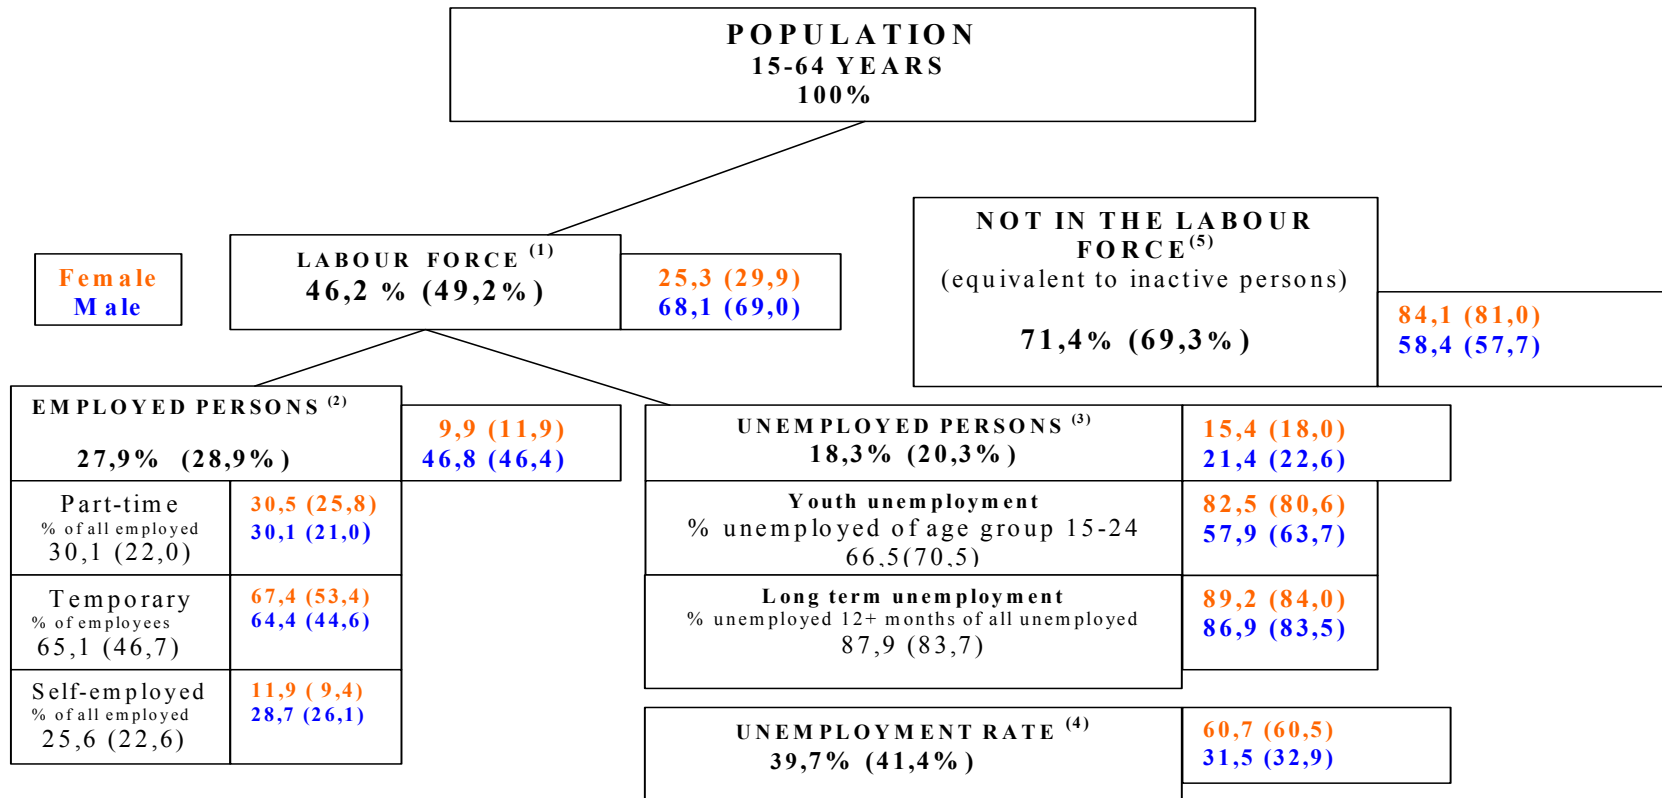 POPULATION
15-64 YEARS
100%
NOT IN THE LABOUR
FORCE (5)
(equivalent to inactive persons)
71,4% (69,3%)
84,1 (81,0)
58,4 (57,7)
Female
Male
LABOUR FORCE (1)
46,2 % (49,2%)
25,3 (29,9)
68,1 (69,0)
EMPLOYED PERSONS (2)
27,9% (28,9%)
9,9 (11,9)
46,8 (46,4)
Part-time
% of all employed
30,1 (22,0)
30,5 (25,8)
30,1 (21,0)
Temporary
% of employees
65,1 (46,7)
67,4 (53,4)
64,4 (44,6)
Self-employed
% of all employed
25,6 (22,6)
11,9 ( 9,4)
28,7 (26,1)
UNEMPLOYED PERSONS (3)
18,3% (20,3%)
15,4 (18,0)
21,4 (22,6)
Youth unemployment
% unemployed of age group 15-24
66,5(70,5)
82,5 (80,6)
57,9 (63,7)
Long term unemployment
% unemployed 12+ months of all unemployed
87,9 (83,7)
89,2 (84,0)
86,9 (83,5)
UNEMPLOYMENT RATE (4)
39,7% (41,4%)
60,7 (60,5)
31,5 (32,9)